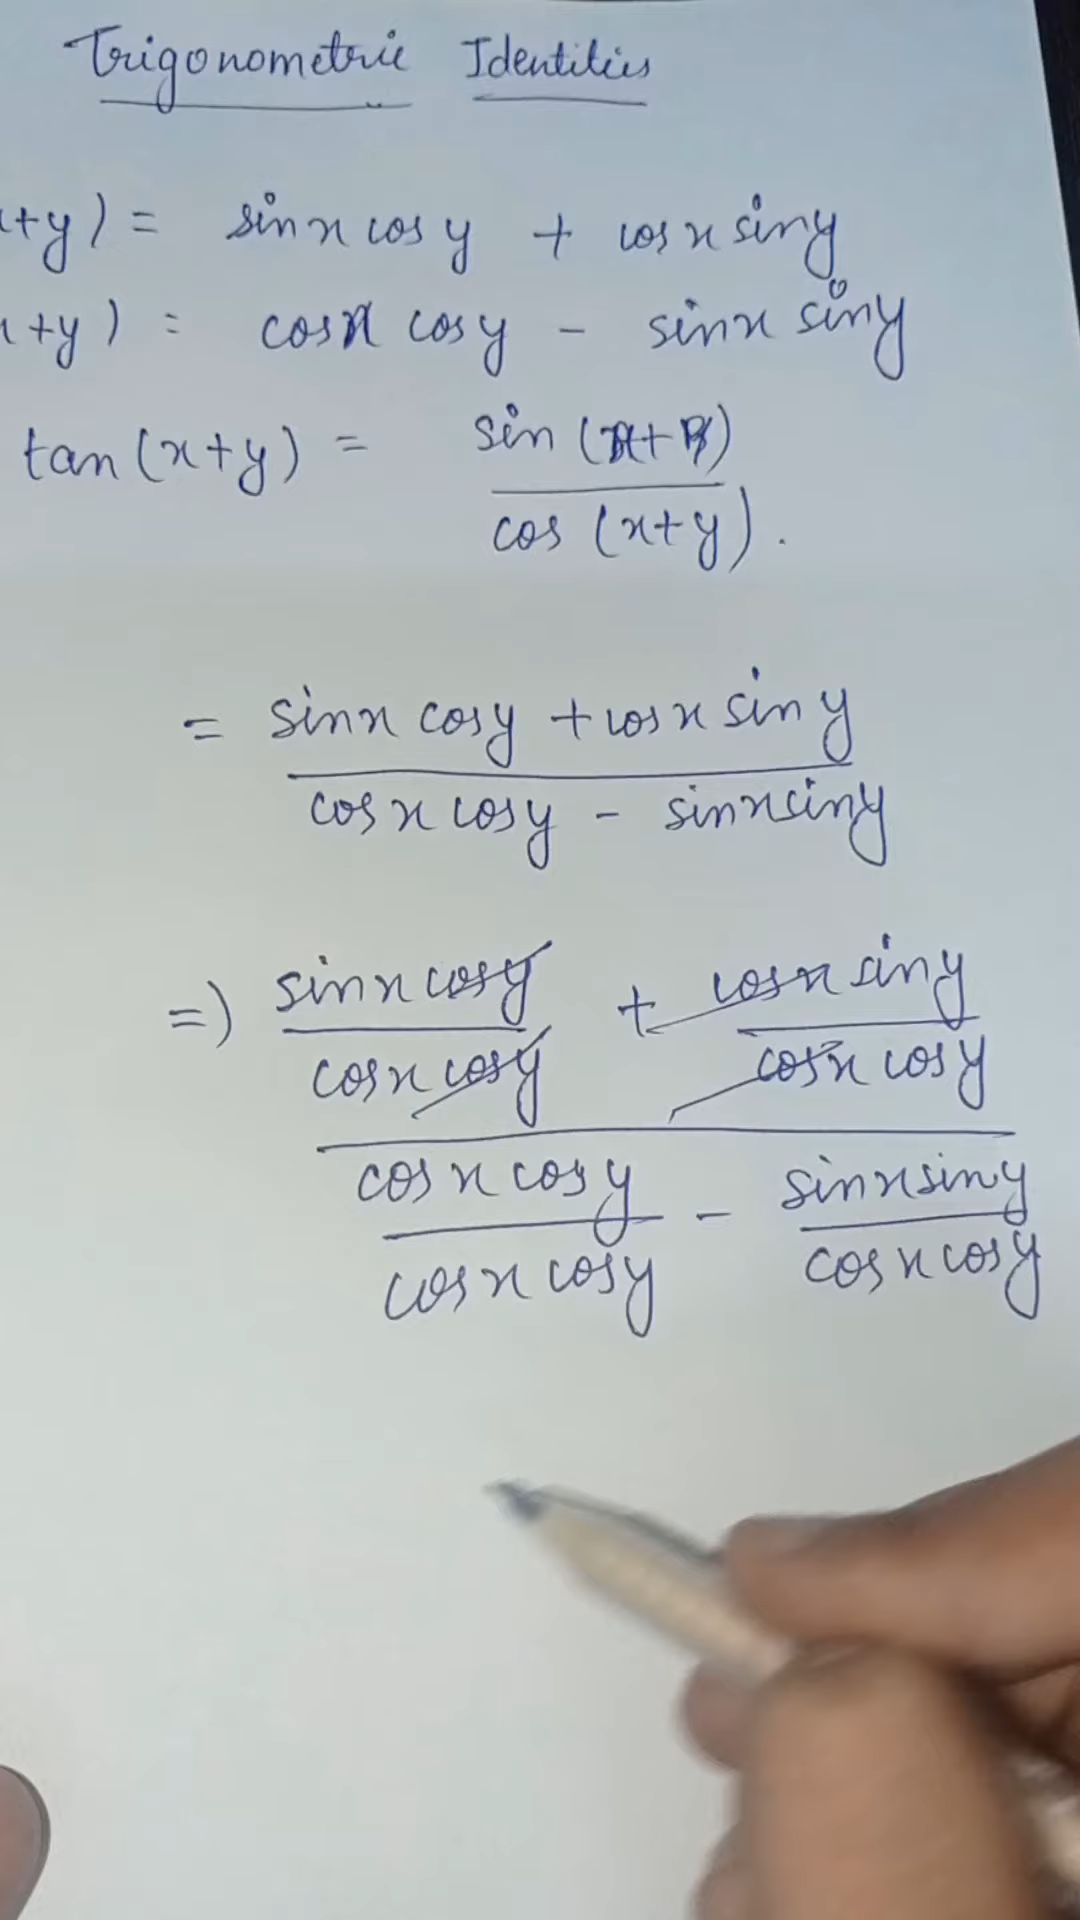 Trigonometric Identities
x+y) = sinx cosy + cosx siny
x+y) = cosx cosy - sinx siny
tan(x+y) = sin (x+y)
cos (x+y).
= sinx cosy + cosx siny
cosx cosy - sinx siny
=) sinx cosy + cosx siny
cosx cosy cosx cosy
cosx cosy - sinx siny
cosx cosy cosx cosy